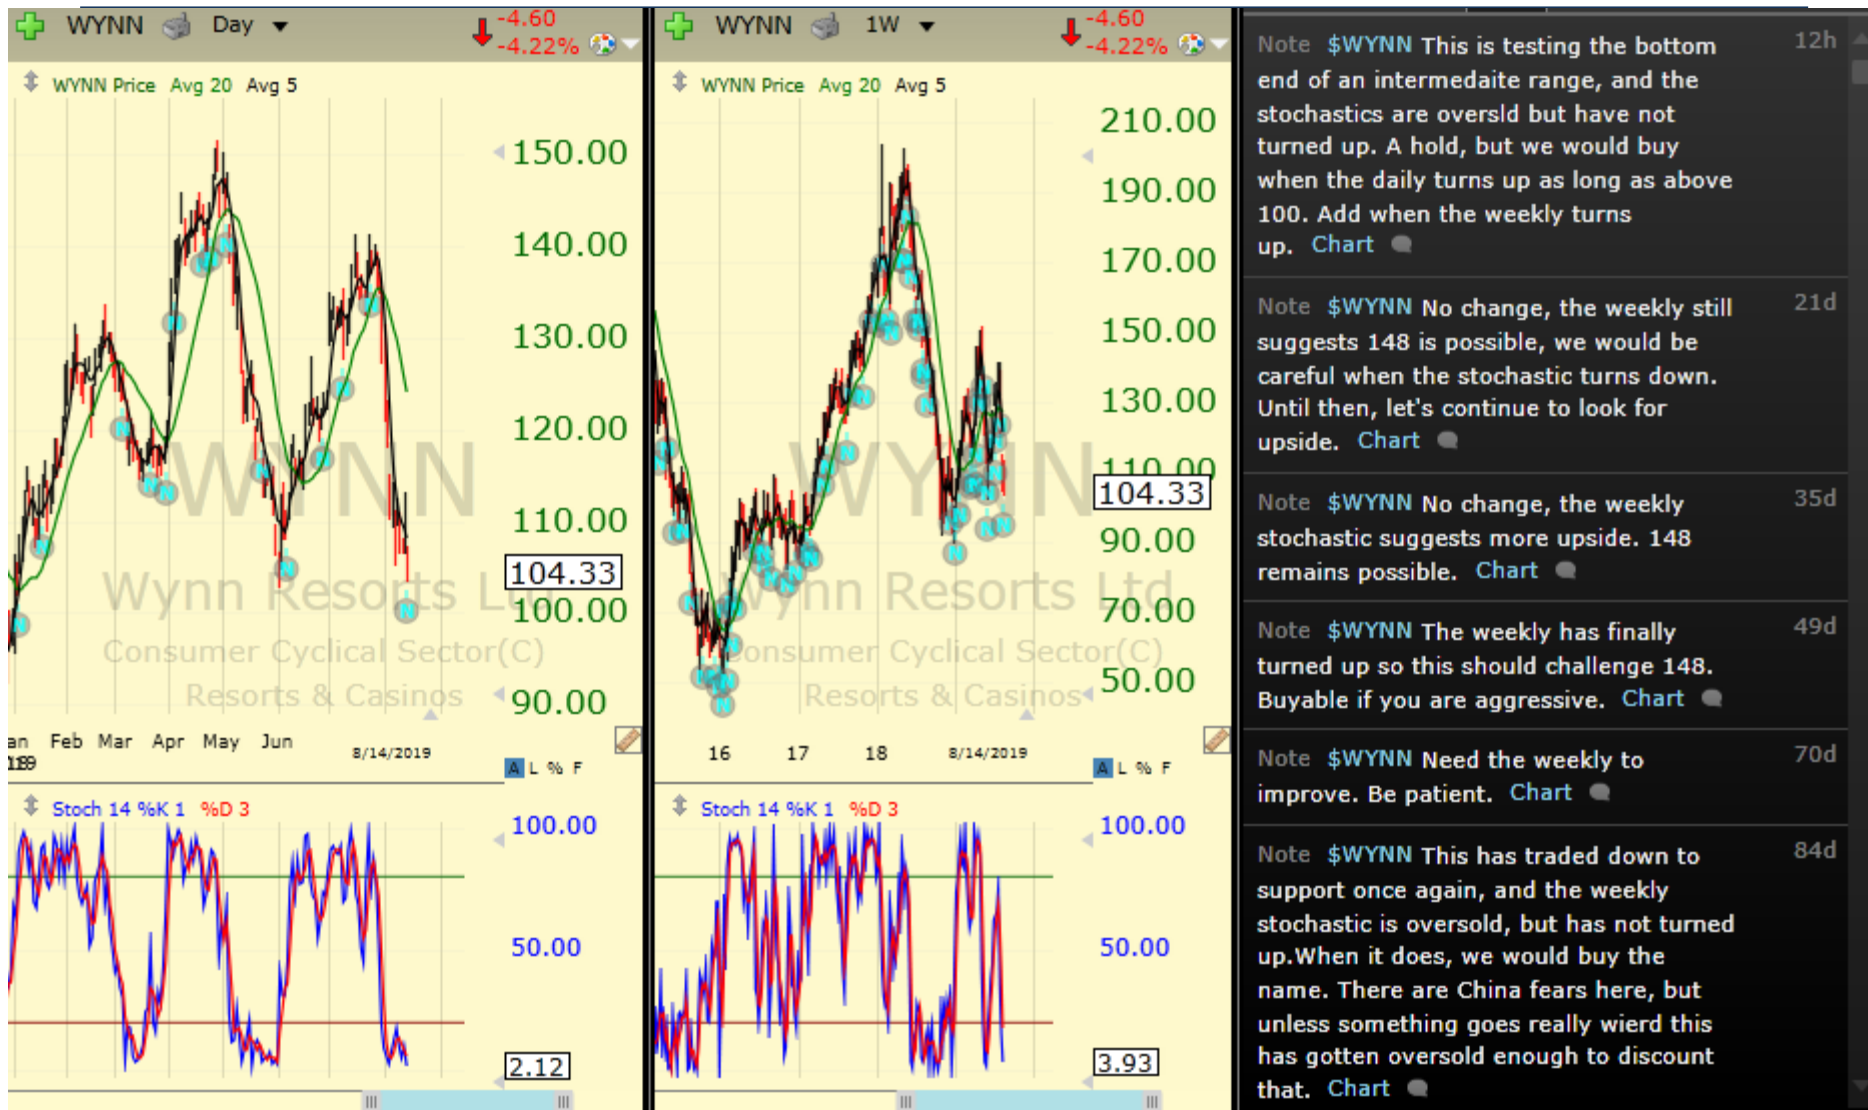 WYNN Day
-4.60
-4.22%
WYNN Price Avg 20 Avg 5
150.00
140.00
130.00
120.00
110.00
104.33
100.00
90.00
WYNN
Wynn Resorts Ltd
Consumer Cyclical Sector(C)
Resorts & Casinos
an Feb Mar Apr May Jun 8/14/2019
A L % F
Stoch 14 %K 1 %D 3
100.00
50.00
2.12
WYNN 1W
-4.60
-4.22%
WYNN Price Avg 20 Avg 5
210.00
190.00
170.00
150.00
130.00
110.00
104.33
90.00
70.00
50.00
WYNN
Wynn Resorts Ltd
Consumer Cyclical Sector(C)
Resorts & Casinos
16 17 18 8/14/2019
A L % F
Stoch 14 %K 1 %D 3
100.00
50.00
3.93
Note $WYNN This is testing the bottom 12h
end of an intermedaite range, and the
stochastics are oversld but have not
turned up. A hold, but we would buy
when the daily turns up as long as above
100. Add when the weekly turns
up. Chart
Note $WYNN No change, the weekly still 21d
suggests 148 is possible, we would be
careful when the stochastic turns down.
Until then, let's continue to look for
upside. Chart
Note $WYNN No change, the weekly 35d
stochastic suggests more upside. 148
remains possible. Chart
Note $WYNN The weekly has finally 49d
turned up so this should challenge 148.
Buyable if you are aggressive. Chart
Note $WYNN Need the weekly to 70d
improve. Be patient. Chart
Note $WYNN This has traded down to 84d
support once again, and the weekly
stochastic is oversold, but has not turned
up.When it does, we would buy the
name. There are China fears here, but
unless something goes really wierd this
has gotten oversold enough to discount
that. Chart